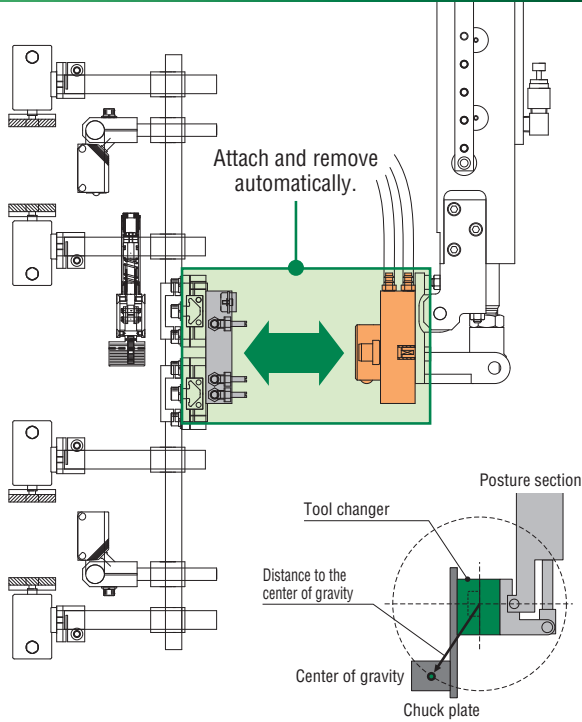 Attach and remove
automatically.
Posture section
Tool changer
Distance to the
center of gravity
Center of gravity
Chuck plate